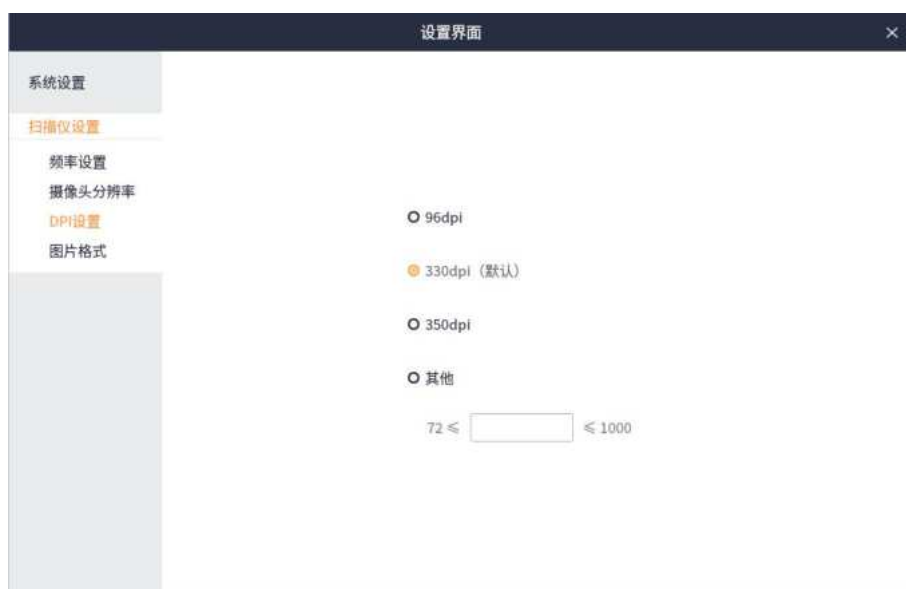 设置界面
系统设置
扫描仪设置
频率设置
摄像头分辨率
DPI设置
图片格式
96dpi
330dpi（默认）
350dpi
其他
72 ⩽ ⩽ 1000